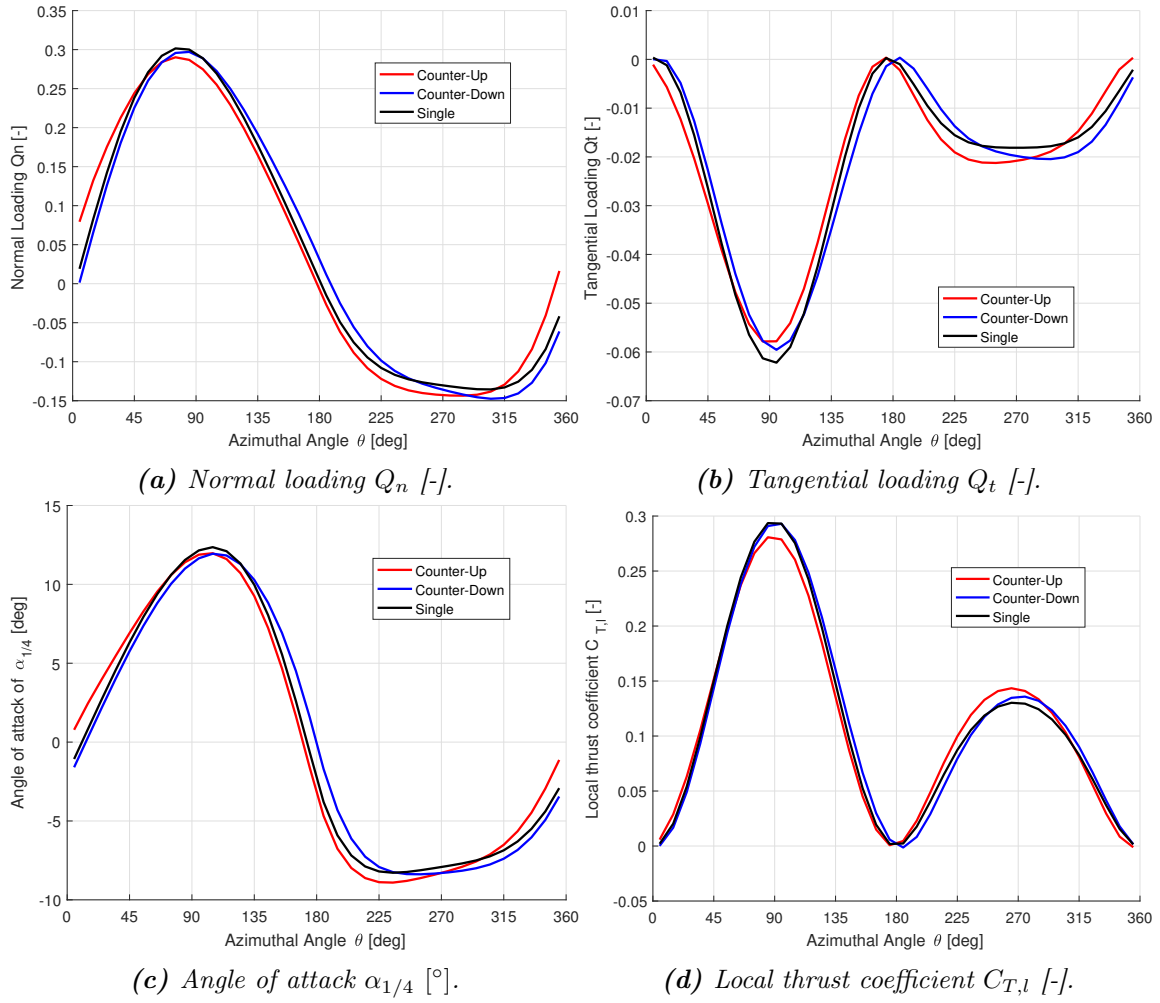 0.35
0.3
0.25
0.2
0.15
0.1
0.05
0
-0.05
-0.1
-0.15
Normal Loading Qn [-]
0 45 90 135 180 225 270 315 360
Azimuthal Angle θ [deg]
Counter-Up
Counter-Down
Single
(a) Normal loading Qn [-].
0.01
0
-0.01
-0.02
-0.03
-0.04
-0.05
-0.06
-0.07
Tangential Loading Qt [-]
0 45 90 135 180 225 270 315 360
Azimuthal Angle θ [deg]
Counter-Up
Counter-Down
Single
(b) Tangential loading Qt [-].
15
10
5
0
-5
-10
Angle of attack of α1/4 [deg]
0 45 90 135 180 225 270 315 360
Azimuthal Angle θ [deg]
Counter-Up
Counter-Down
Single
(c) Angle of attack α1/4 [°].
0.3
0.25
0.2
0.15
0.1
0.05
0
-0.05
Local thrust coefficient C T,l [-]
0 45 90 135 180 225 270 315 360
Azimuthal Angle θ [deg]
Counter-Up
Counter-Down
Single
(d) Local thrust coefficient CT,l [-].